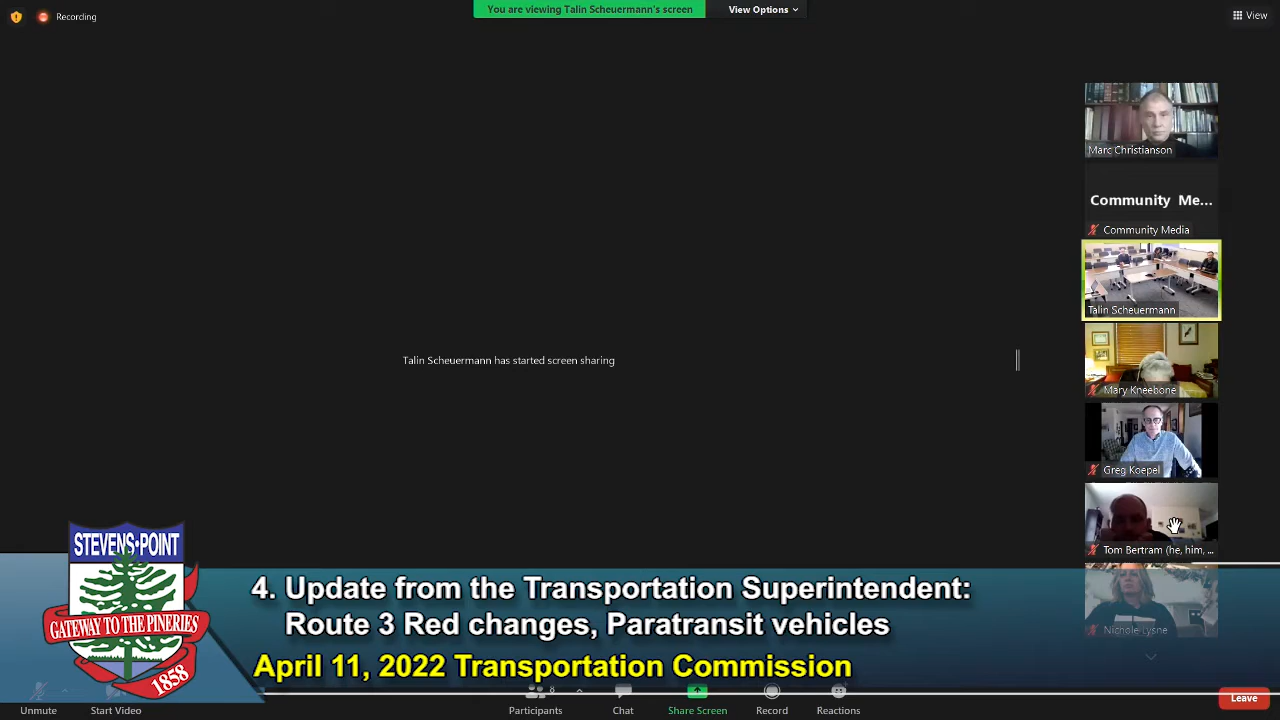 Recording
You are viewing Talin Scheuermann's screen
View Options
View
Marc Christianson
Community Me...
Community Media
Talin Scheuermann
Talin Scheuermann has started screen sharing
Mary Kneebone
Greg Koepel
Tom Bertram (he, him, ...
Nichole Lysne
STEVENS·POINT
GATEWAY TO THE PINERIES
1858
4. Update from the Transportation Superintendent:
Route 3 Red changes, Paratransit vehicles
April 11, 2022 Transportation Commission
8
Unmute
Start Video
Participants
Chat
Share Screen
Record
Reactions
Leave